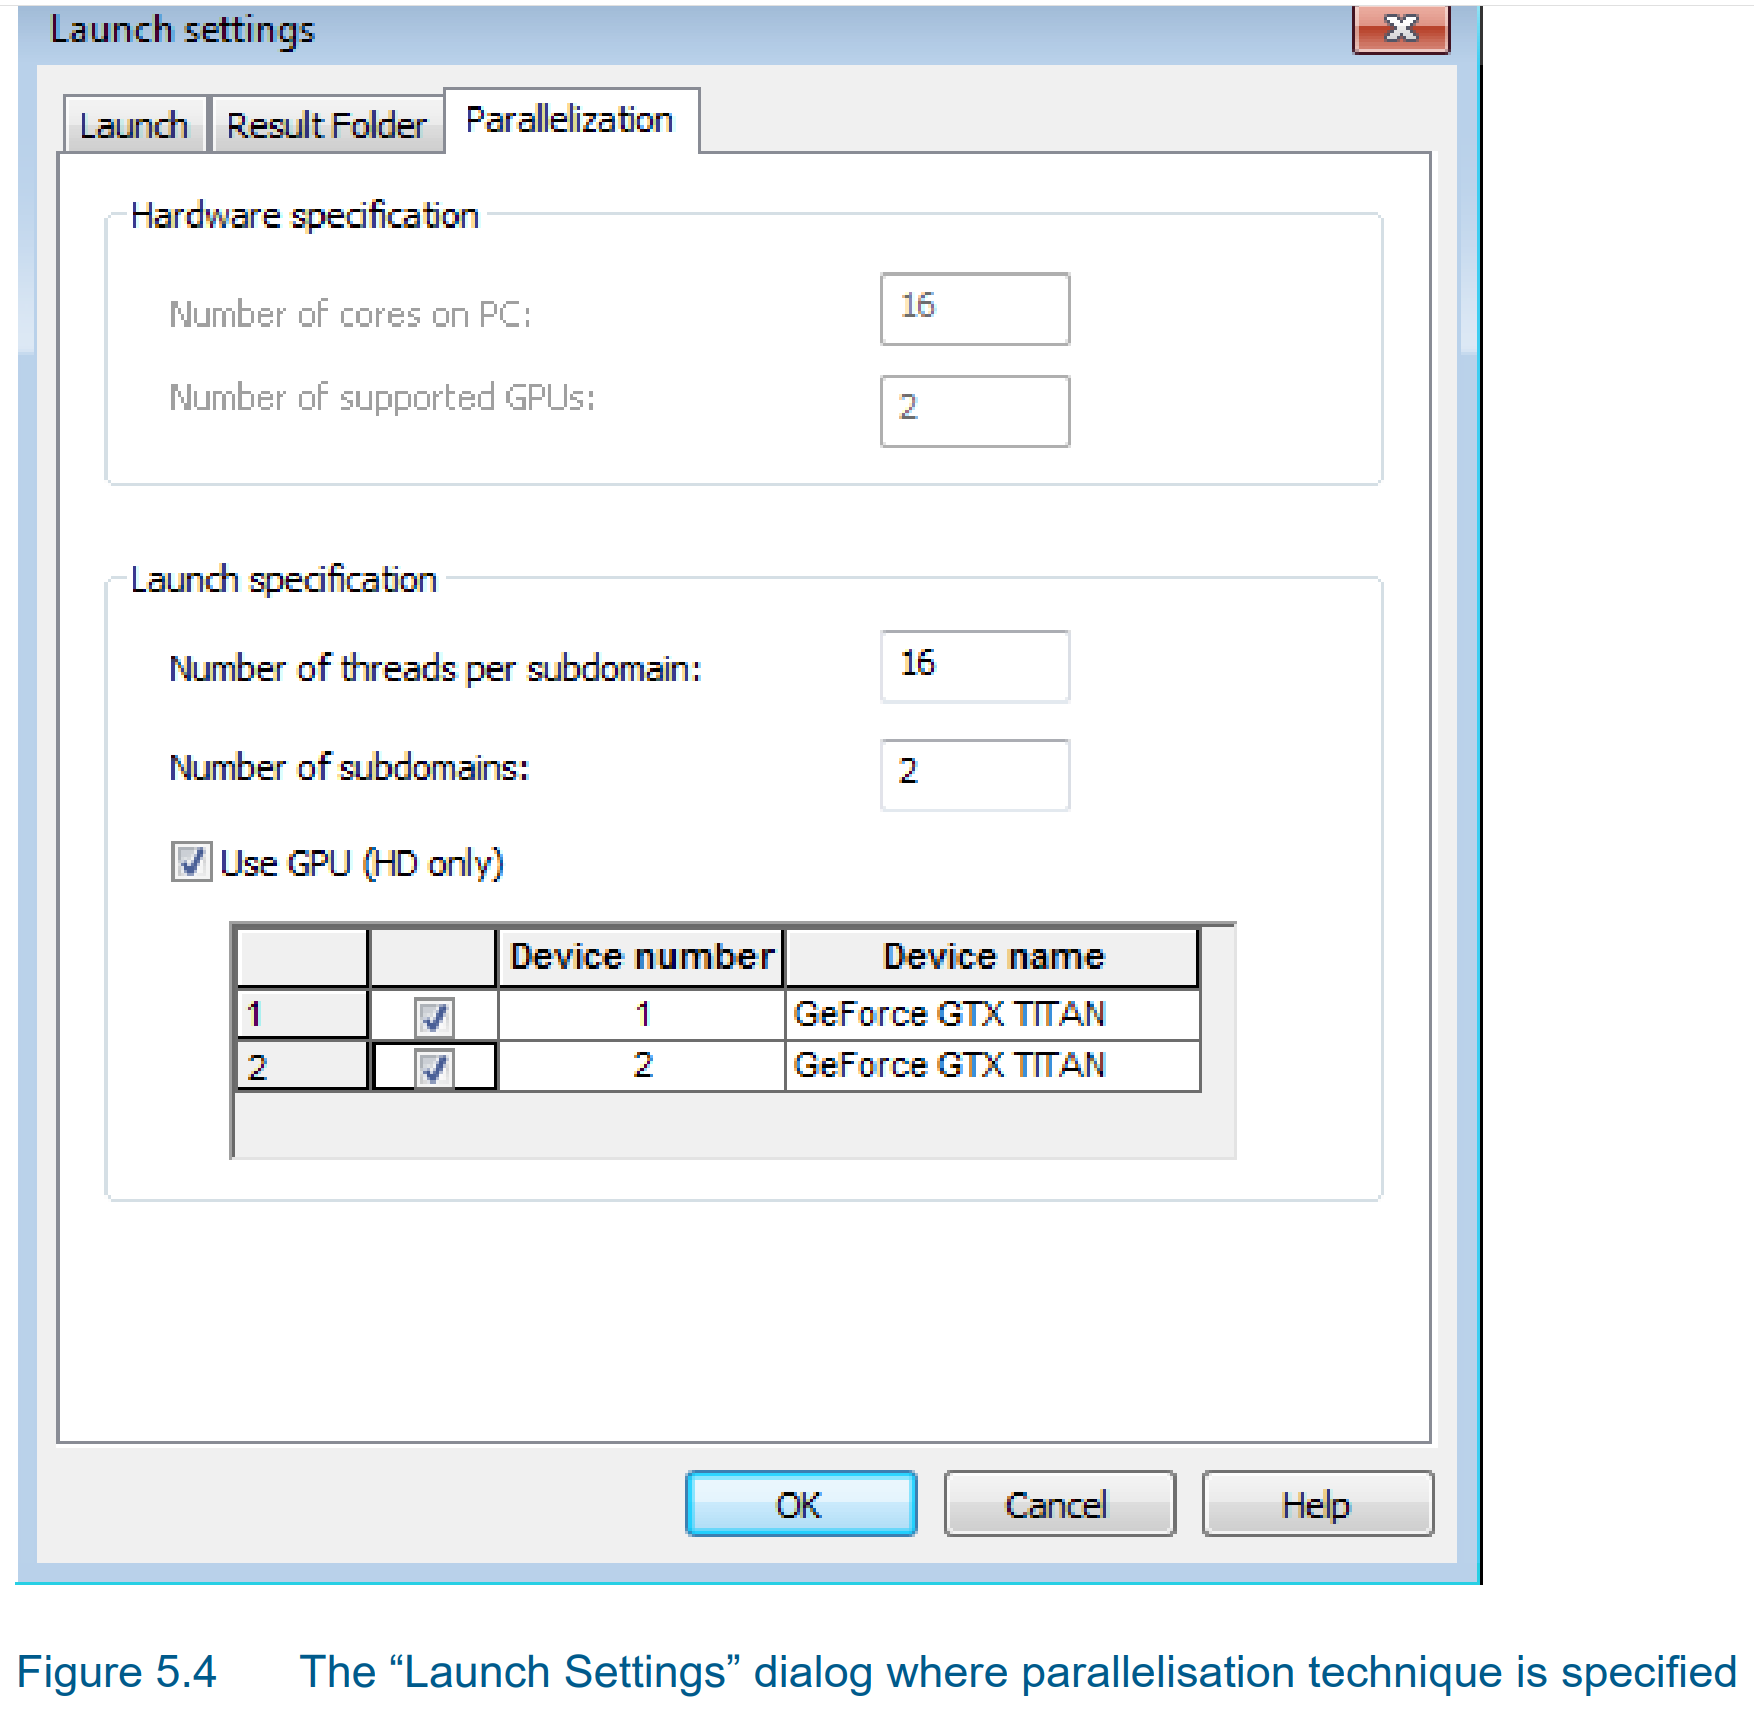 Launch settings
Launch Result Folder Parallelization
Hardware specification
Number of cores on PC: 16
Number of supported GPUs: 2
Launch specification
Number of threads per subdomain: 16
Number of subdomains: 2
Use GPU (HD only)
Device number Device name
1 1 GeForce GTX TITAN
2 2 GeForce GTX TITAN
OK Cancel Help
Figure 5.4 The “Launch Settings” dialog where parallelisation technique is specified